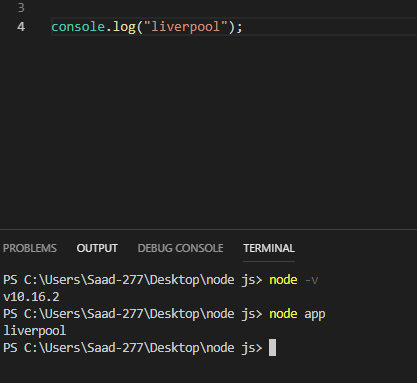 3
4 console.log("liverpool");
PROBLEMS OUTPUT DEBUG CONSOLE TERMINAL
PS C:\Users\Saad-277\Desktop\node js> node -v
v10.16.2
PS C:\Users\Saad-277\Desktop\node js> node app
liverpool
PS C:\Users\Saad-277\Desktop\node js>